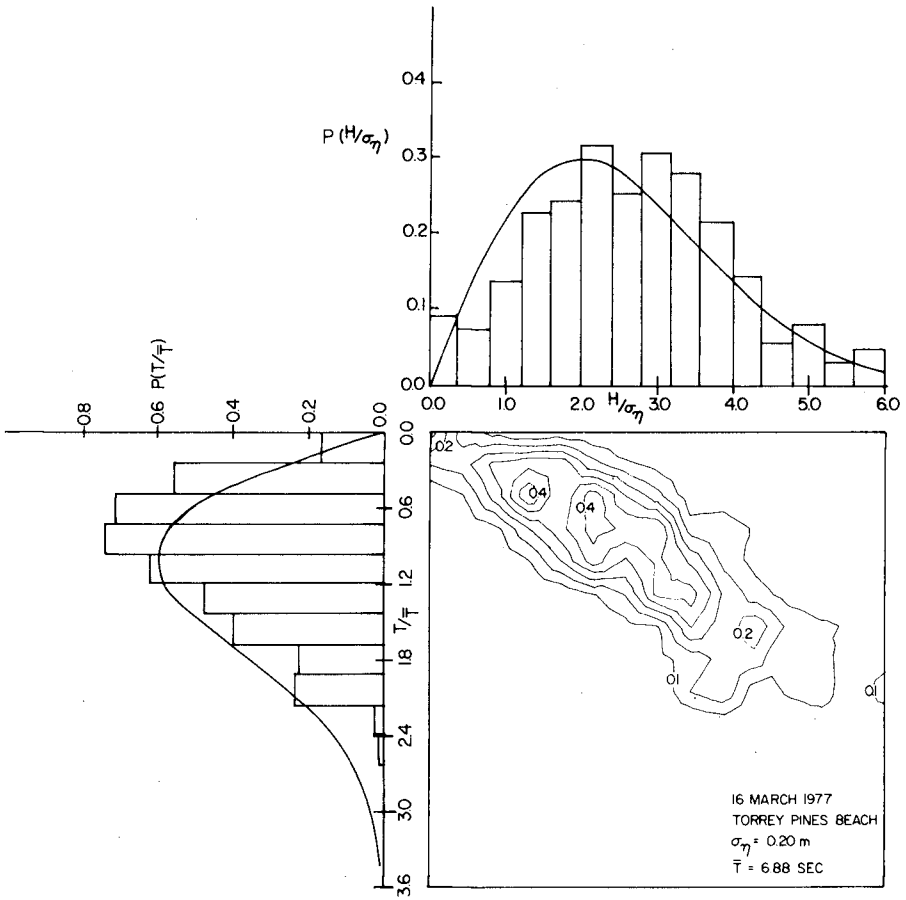 0.4
P(H/ση)
0.3
0.2
0.1
0.0
0.0 1.0 2.0 3.0 4.0 5.0 6.0
H/ση
P(T/T̄)
0.8 0.6 0.4 0.2 0.0
0.0
0.6
1.2
T/T̄
1.8
2.4
3.0
3.6
0.2
0.4
0.4
0.2
0.1
0.1
16 MARCH 1977
TORREY PINES BEACH
ση = 0.20 m
T̄ = 6.88 SEC